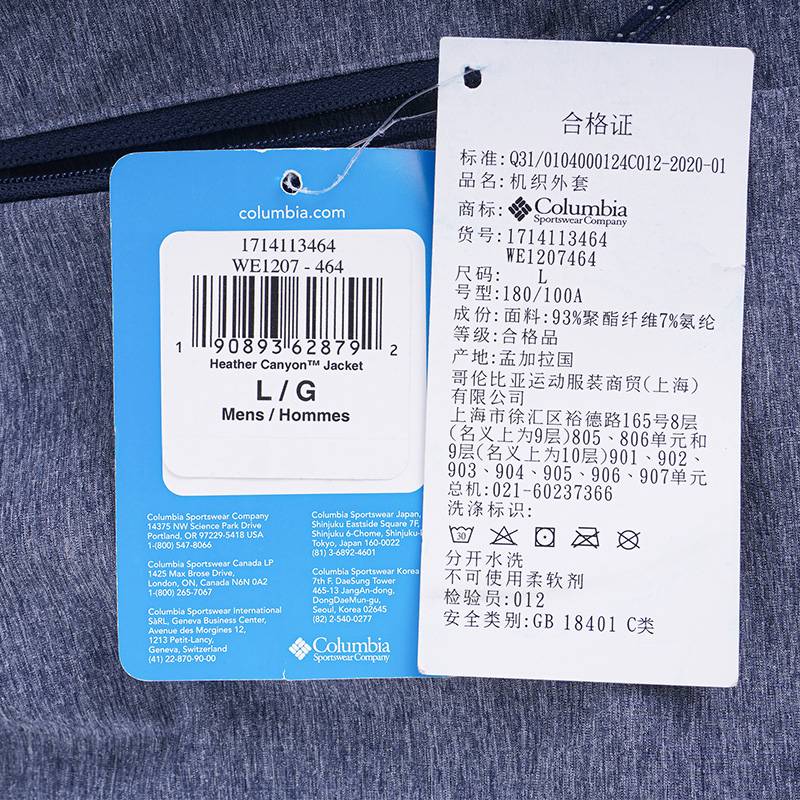 columbia.com
1714113464
WE1207 - 464
1 90893 62879 2
Heather Canyon™ Jacket
L / G
Mens / Hommes
Columbia Sportswear Company
14375 NW Science Park Drive
Portland, OR 97229-5418 USA
1-(800) 547-8066
Columbia Sportswear Canada LP
1425 Max Brose Drive,
London, ON, Canada N6N 0A2
1-(800) 265-7067
Columbia Sportswear International
SàRL, Geneva Business Center,
Avenue des Morgines 12,
1213 Petit-Lancy,
Geneva, Switzerland
(41) 22-870-90-00
Columbia Sportswear Japan,
Shinjuku Eastside Square 7F,
Shinjuku 6-Chome, Shinjuku-
Tokyo, Japan 160-0022
(81) 3-6892-4601
Columbia Sportswear Korea
7th F. DaeSung Tower
465-13 JangAn-dong,
DongDaeMun-gu,
Seoul, Korea 02645
(82) 2-540-0277
Columbia
Sportswear Company
合格证
标准: Q31/0104000124C012-2020-01
品名: 机织外套
商标: Columbia
Sportswear Company
货号: 1714113464
WE1207464
尺码: L
号型: 180/100A
成份: 面料: 93%聚酯纤维7%氨纶
等级: 合格品
产地: 孟加拉国
哥伦比亚运动服装商贸(上海)
有限公司
上海市徐汇区裕德路165号8层
(名义上为9层)805、806单元和
9层(名义上为10层)901、902、
903、904、905、906、907单元
总机: 021-60237366
洗涤标识:
30
分开水洗
不可使用柔软剂
检验员: 012
安全类别: GB 18401 C类